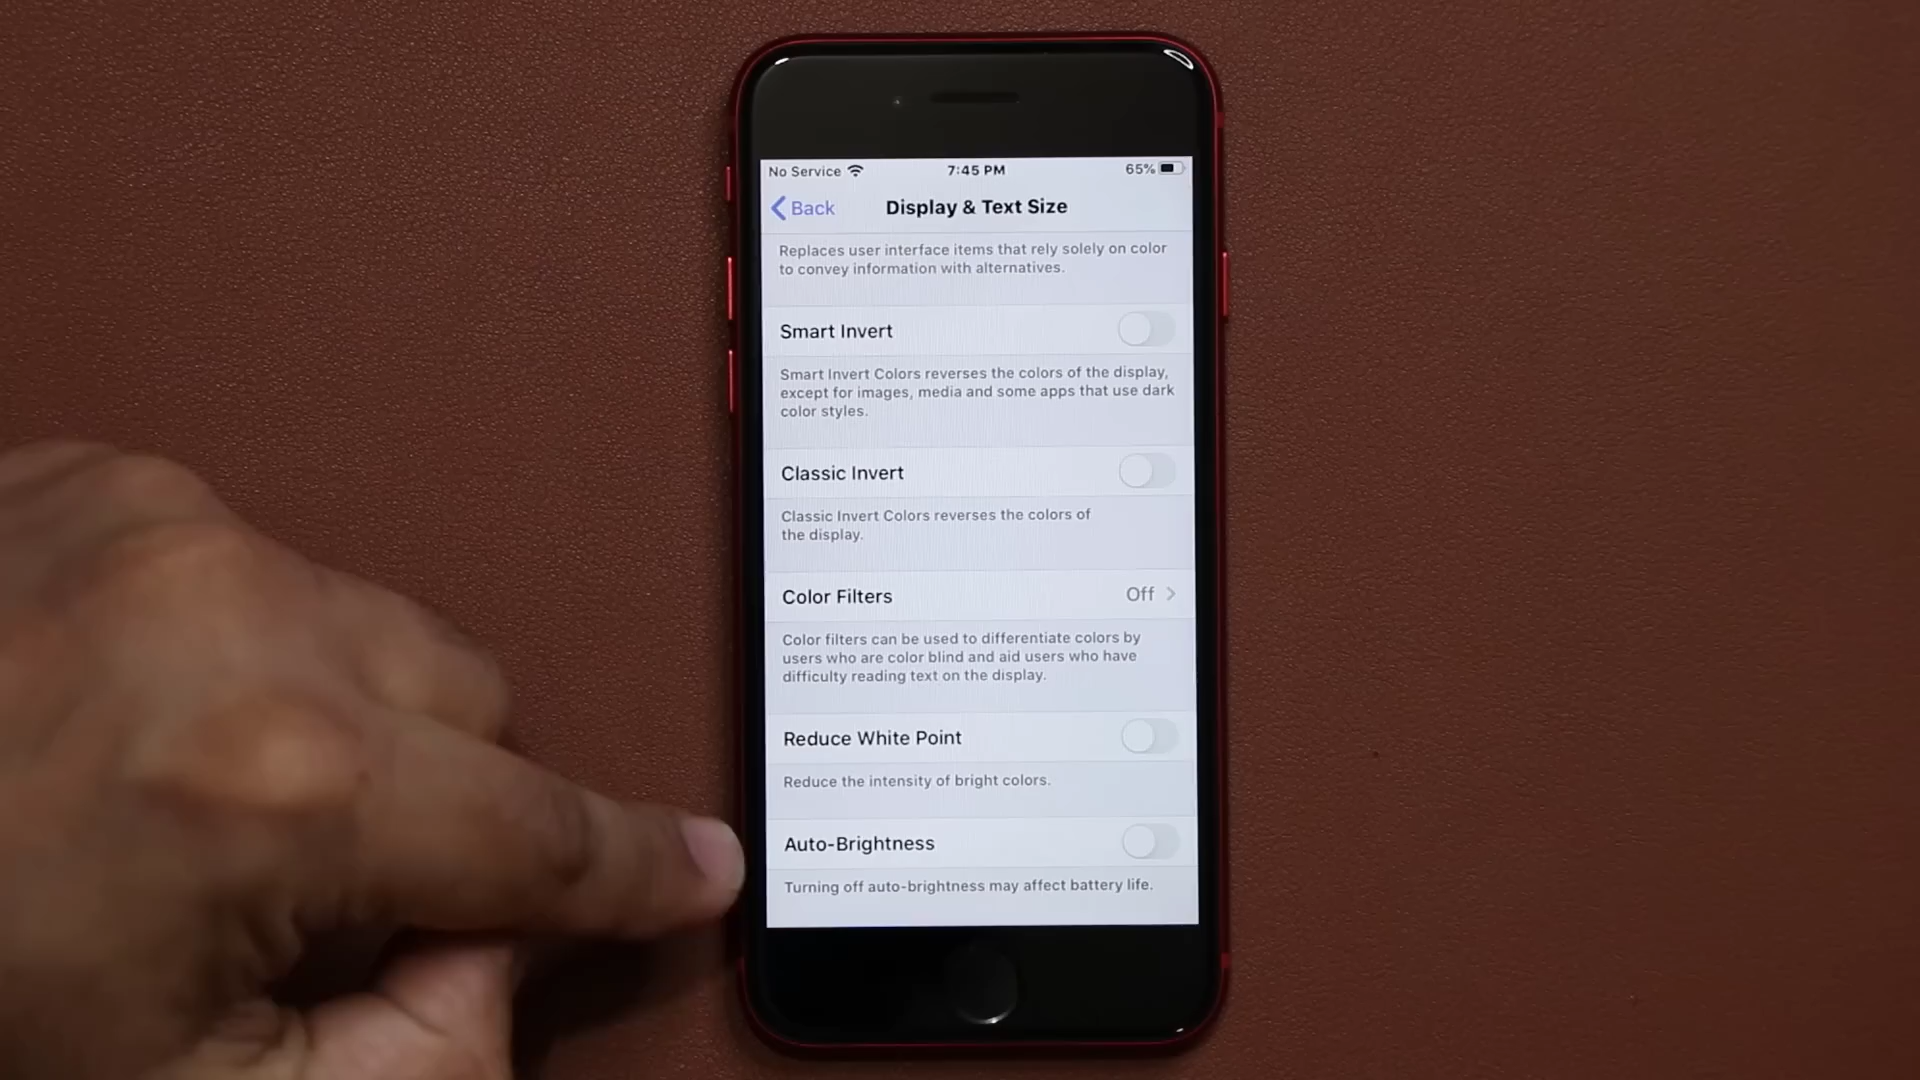 No Service 7:45 PM 65%
Back Display & Text Size
Replaces user interface items that rely solely on color
to convey information with alternatives.
Smart Invert
Smart Invert Colors reverses the colors of the display,
except for images, media and some apps that use dark
color styles.
Classic Invert
Classic Invert Colors reverses the colors of
the display.
Color Filters Off
Color filters can be used to differentiate colors by
users who are color blind and aid users who have
difficulty reading text on the display.
Reduce White Point
Reduce the intensity of bright colors.
Auto-Brightness
Turning off auto-brightness may affect battery life.